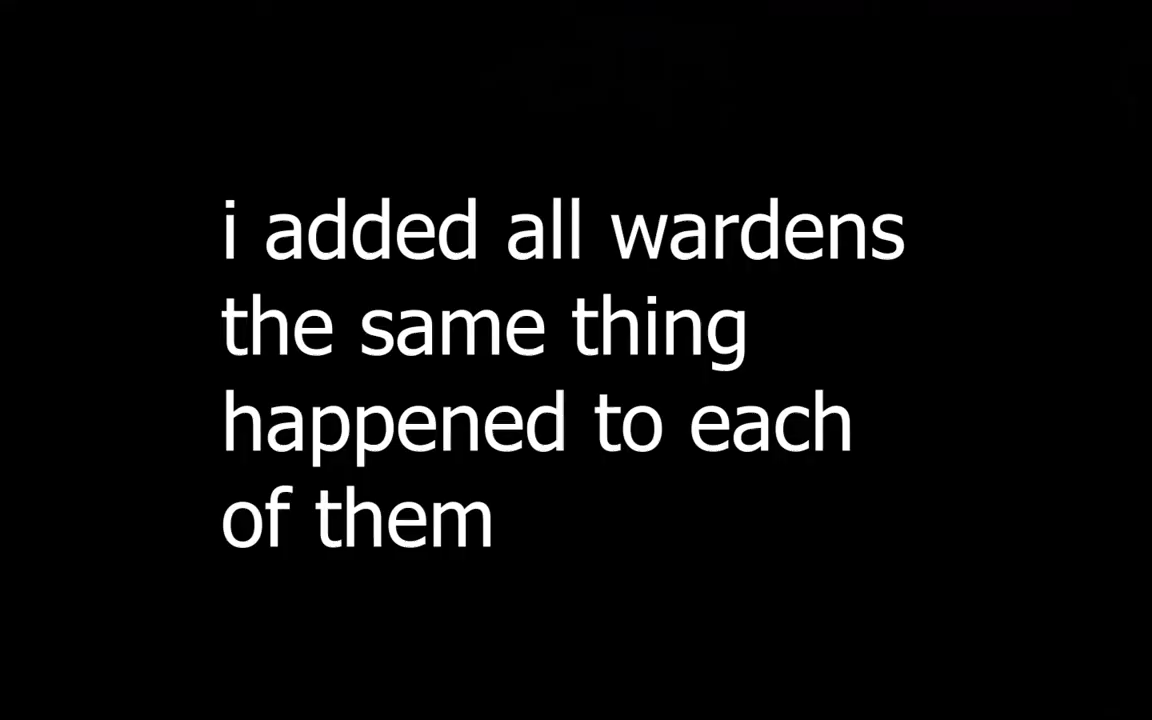 i added all wardens
the same thing
happened to each
of them